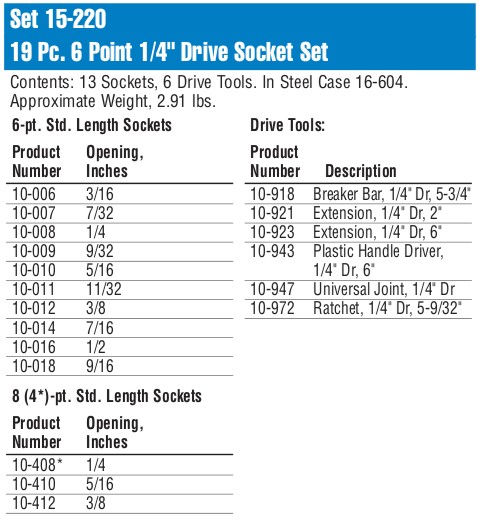 Set 15-220
19 Pc. 6 Point 1/4" Drive Socket Set
Contents: 13 Sockets, 6 Drive Tools. In Steel Case 16-604.
Approximate Weight, 2.91 lbs.
6-pt. Std. Length Sockets
Product Opening,
Number Inches
10-006 3/16
10-007 7/32
10-008 1/4
10-009 9/32
10-010 5/16
10-011 11/32
10-012 3/8
10-014 7/16
10-016 1/2
10-018 9/16
8 (4*)-pt. Std. Length Sockets
Product Opening,
Number Inches
10-408* 1/4
10-410 5/16
10-412 3/8
Drive Tools:
Product
Number Description
10-918 Breaker Bar, 1/4" Dr, 5-3/4"
10-921 Extension, 1/4" Dr, 2"
10-923 Extension, 1/4" Dr, 6"
10-943 Plastic Handle Driver,
1/4" Dr, 6"
10-947 Universal Joint, 1/4" Dr
10-972 Ratchet, 1/4" Dr, 5-9/32"